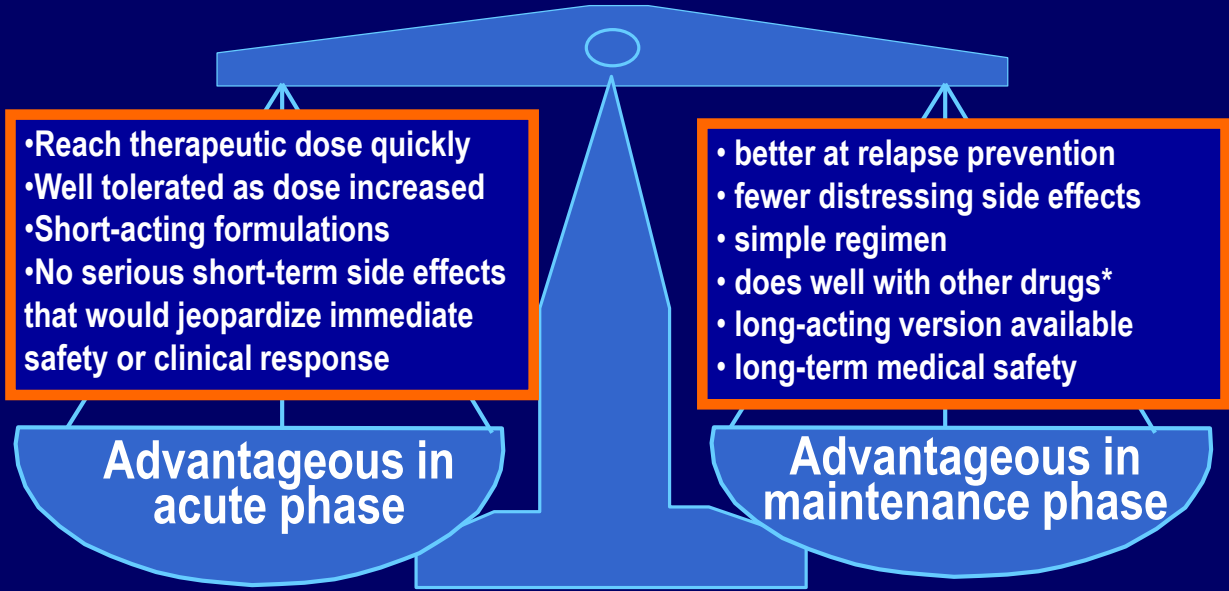 •Reach therapeutic dose quickly
•Well tolerated as dose increased
•Short-acting formulations
•No serious short-term side effects
that would jeopardize immediate
safety or clinical response
Advantageous in
acute phase
• better at relapse prevention
• fewer distressing side effects
• simple regimen
• does well with other drugs*
• long-acting version available
• long-term medical safety
Advantageous in
maintenance phase